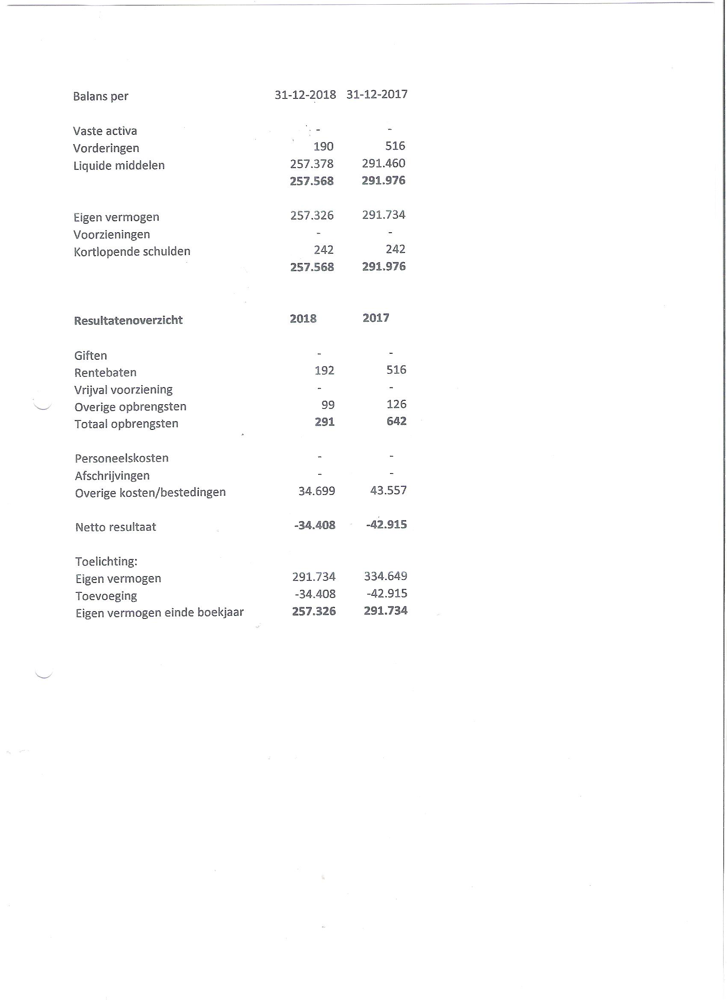 Balans per 31-12-2018 31-12-2017
Vaste activa - -
Vorderingen 190 516
Liquide middelen 257.378 291.460
257.568 291.976
Eigen vermogen 257.326 291.734
Voorzieningen - -
Kortlopende schulden 242 242
257.568 291.976
Resultatenoverzicht 2018 2017
Giften - -
Rentebaten 192 516
Vrijval voorziening - -
Overige opbrengsten 99 126
Totaal opbrengsten 291 642
Personeelskosten - -
Afschrijvingen - -
Overige kosten/bestedingen 34.699 43.557
Netto resultaat -34.408 -42.915
Toelichting:
Eigen vermogen 291.734 334.649
Toevoeging -34.408 -42.915
Eigen vermogen einde boekjaar 257.326 291.734